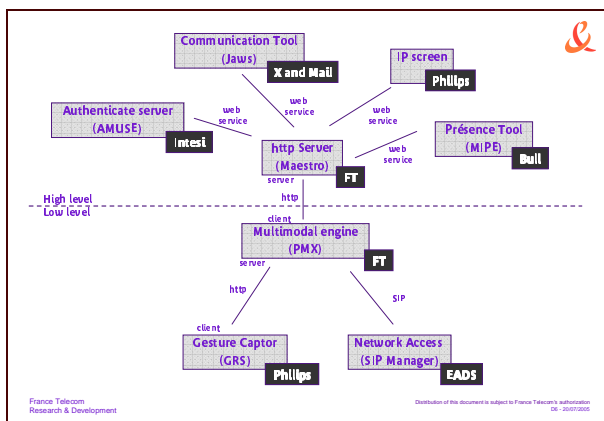 Communication Tool
(Jaws)
X and Mail
IP screen
Philips
web
service
web
service
Authenticate server
(AMUSE)
Intesi
web
service
Présence Tool
(MIPE)
Bull
http Server
(Maestro)
FT
web
service
server
http
High level
Low level
client
Multimodal engine
(PMX)
FT
server
http
SIP
client
Gesture Captor
(GRS)
Philips
Network Access
(SIP Manager)
EADS
France Telecom
Research & Development
Distribution of this document is subject to France Telecom's authorization
D6 - 20/07/2005